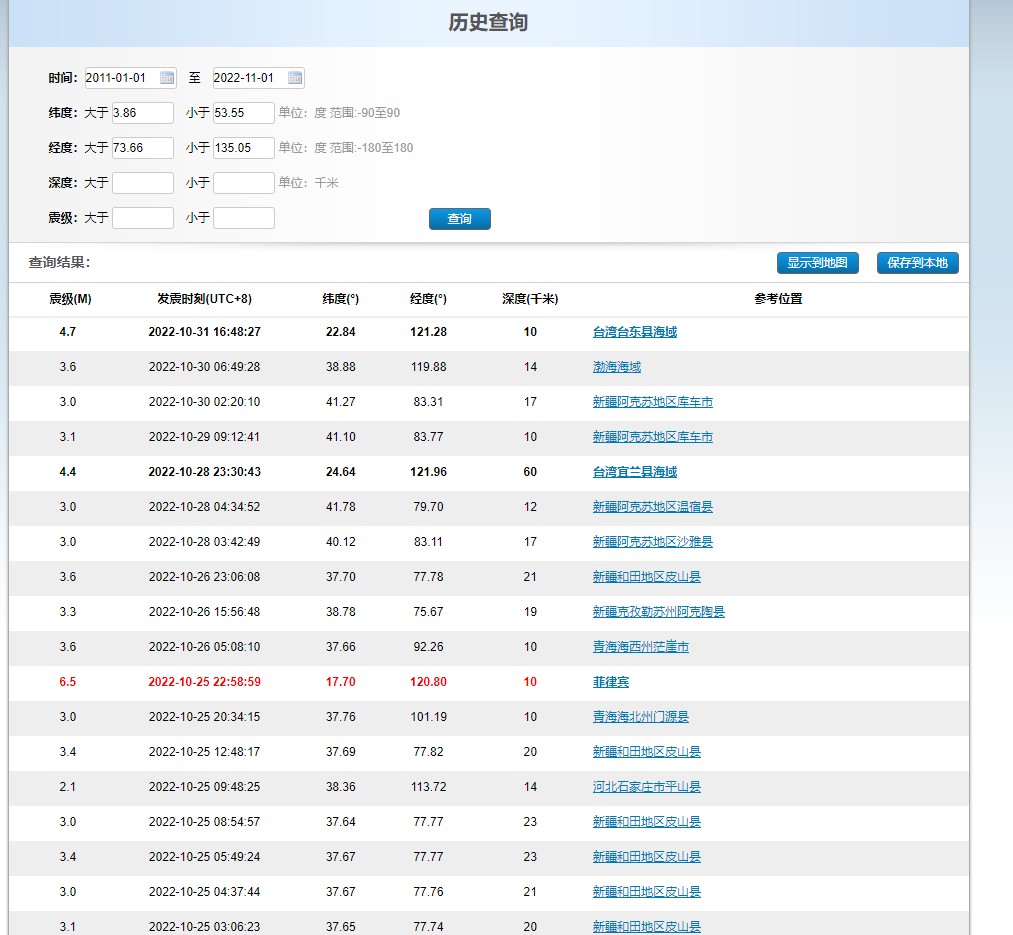 历史查询
时间: 2011-01-01 至 2022-11-01
纬度: 大于 3.86 小于 53.55 单位: 度 范围:-90至90
经度: 大于 73.66 小于 135.05 单位: 度 范围:-180至180
深度: 大于 小于 单位: 千米
震级: 大于 小于 查询
查询结果: 显示到地图 保存到本地
震级(M) 发震时刻(UTC+8) 纬度(°) 经度(°) 深度(千米) 参考位置
4.7 2022-10-31 16:48:27 22.84 121.28 10 台湾台东县海域
3.6 2022-10-30 06:49:28 38.88 119.88 14 渤海海域
3.0 2022-10-30 02:20:10 41.27 83.31 17 新疆阿克苏地区库车市
3.1 2022-10-29 09:12:41 41.10 83.77 10 新疆阿克苏地区库车市
4.4 2022-10-28 23:30:43 24.64 121.96 60 台湾宜兰县海域
3.0 2022-10-28 04:34:52 41.78 79.70 12 新疆阿克苏地区温宿县
3.0 2022-10-28 03:42:49 40.12 83.11 17 新疆阿克苏地区沙雅县
3.6 2022-10-26 23:06:08 37.70 77.78 21 新疆和田地区皮山县
3.3 2022-10-26 15:56:48 38.78 75.67 19 新疆克孜勒苏州阿克陶县
3.6 2022-10-26 05:08:10 37.66 92.26 10 青海海西州茫崖市
6.5 2022-10-25 22:58:59 17.70 120.80 10 菲律宾
3.0 2022-10-25 20:34:15 37.76 101.19 10 青海海北州门源县
3.4 2022-10-25 12:48:17 37.69 77.82 20 新疆和田地区皮山县
2.1 2022-10-25 09:48:25 38.36 113.72 14 河北石家庄市平山县
3.0 2022-10-25 08:54:57 37.64 77.77 23 新疆和田地区皮山县
3.4 2022-10-25 05:49:24 37.67 77.77 23 新疆和田地区皮山县
3.0 2022-10-25 04:37:44 37.67 77.76 21 新疆和田地区皮山县
3.1 2022-10-25 03:06:23 37.65 77.74 20 新疆和田地区皮山县